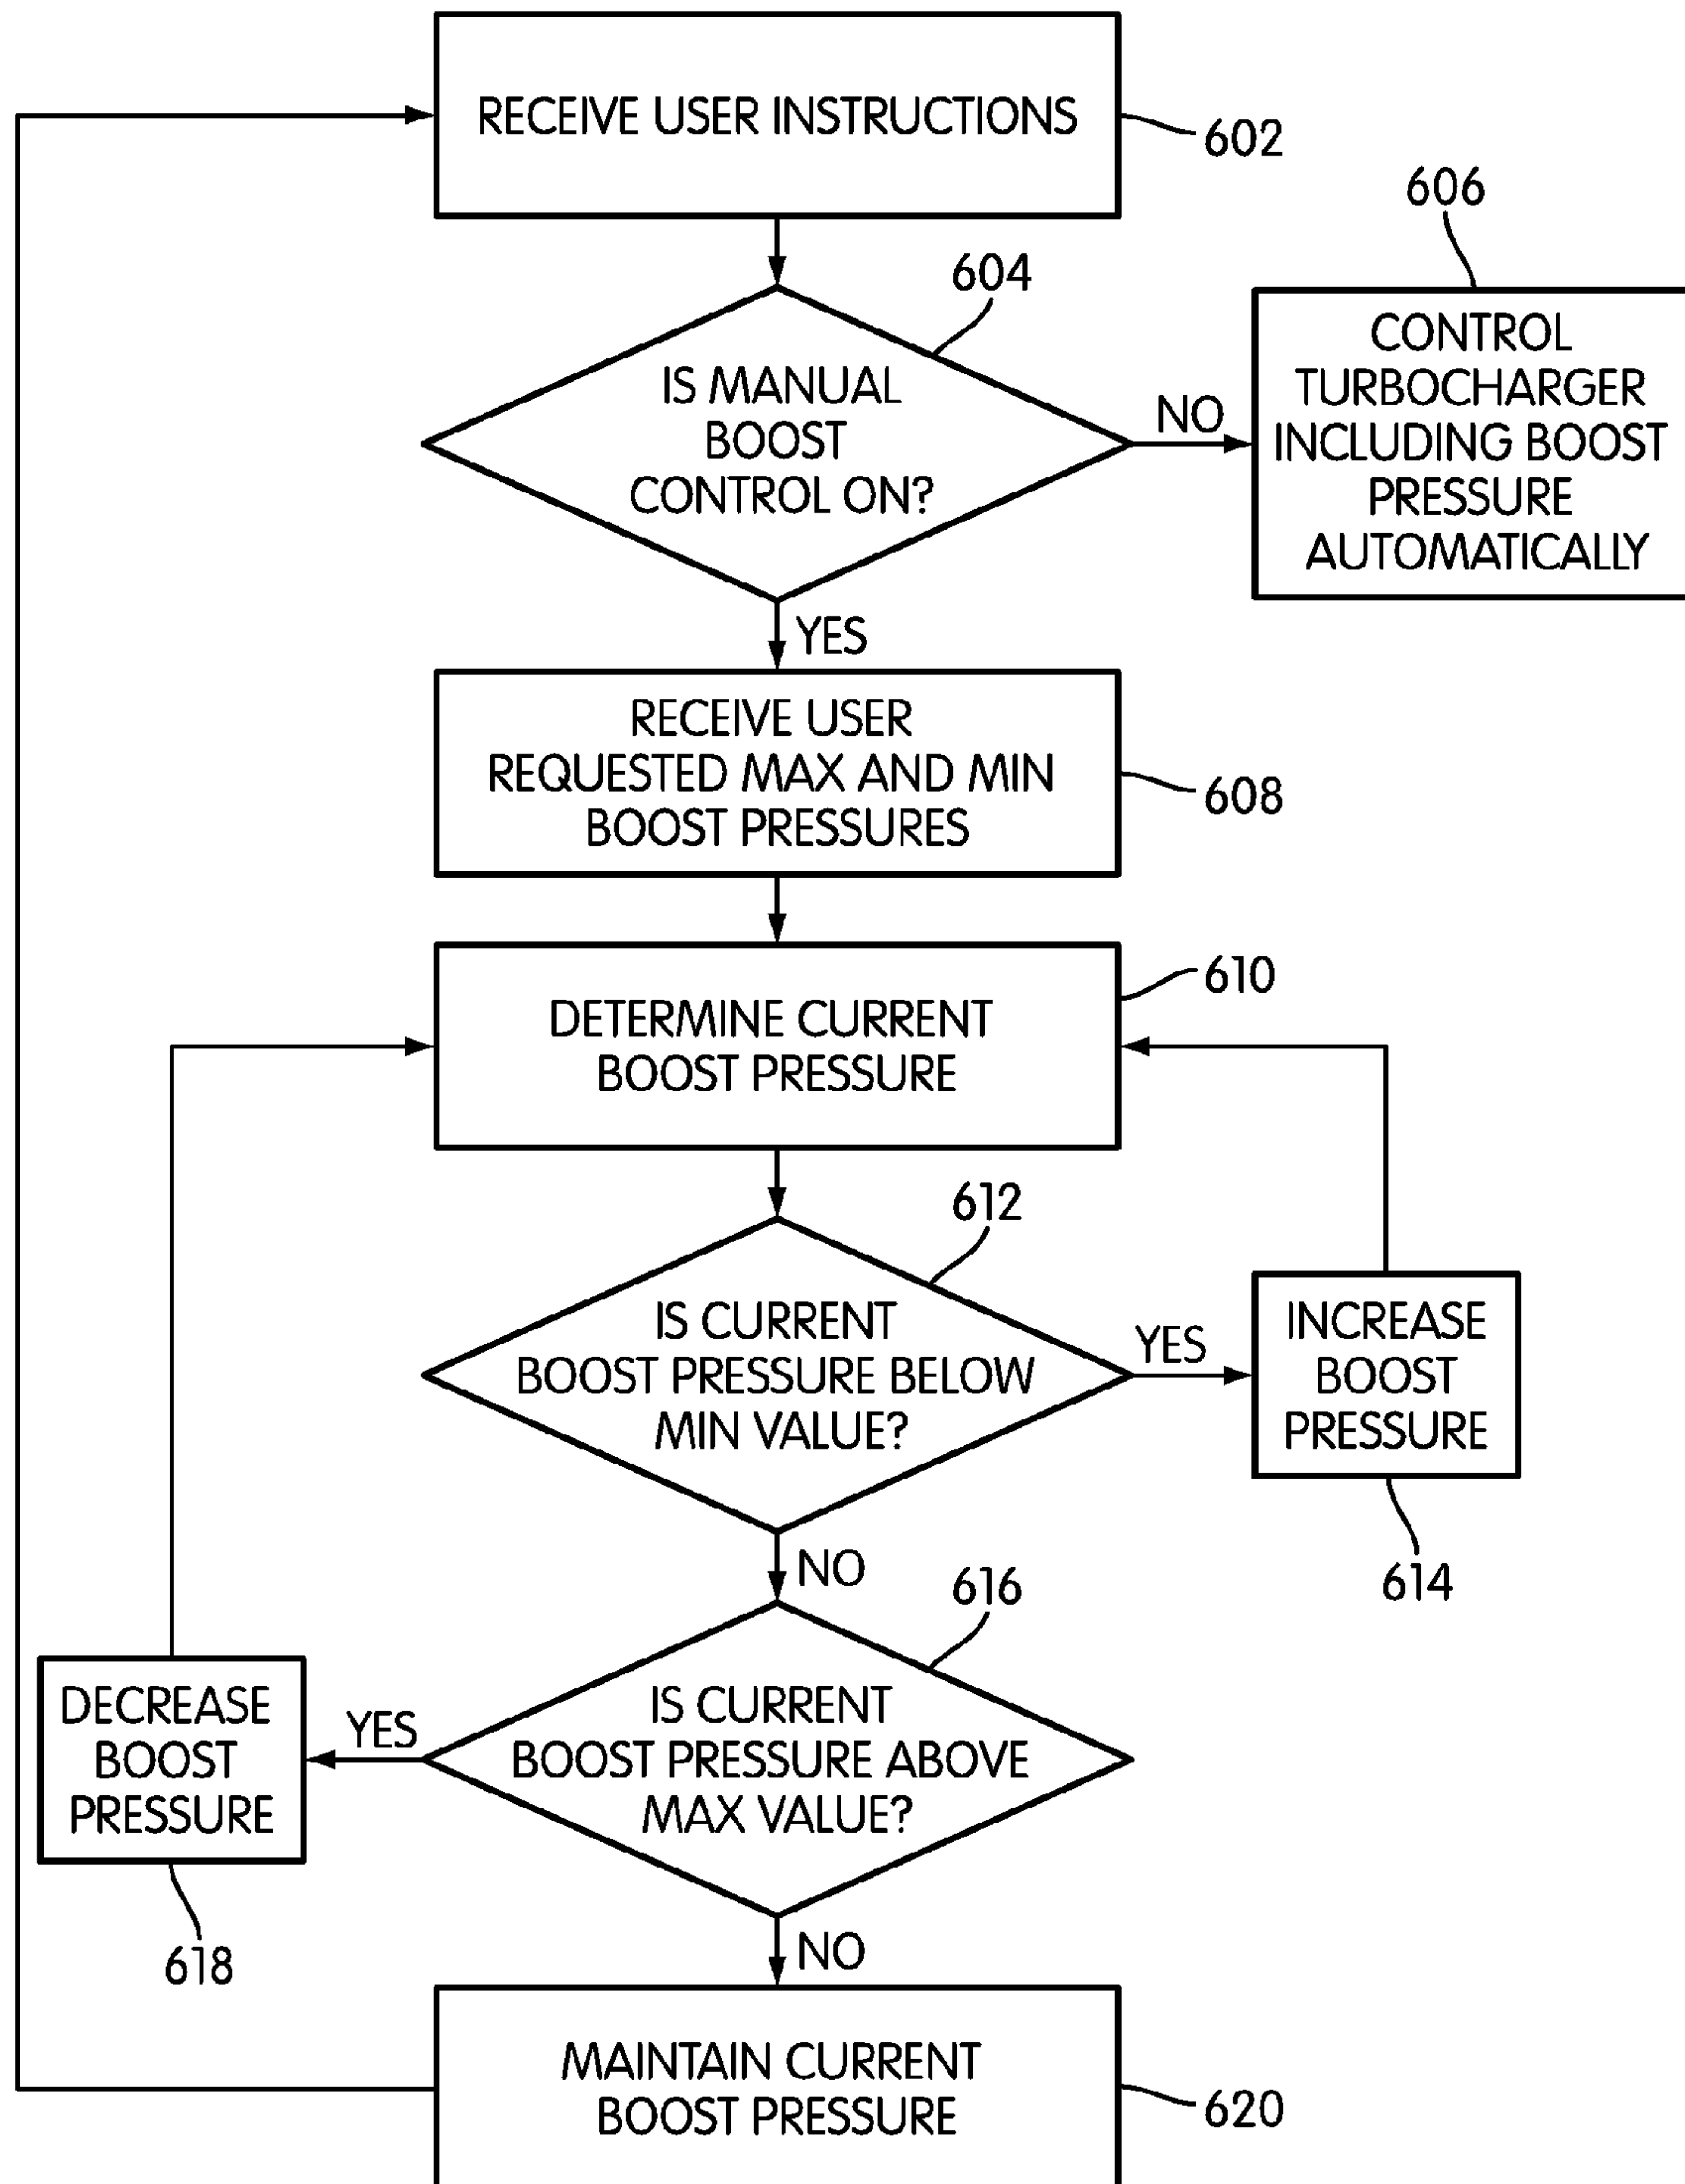 RECEIVE USER INSTRUCTIONS
602
606
604
IS MANUAL
BOOST
CONTROL ON?
NO
CONTROL
TURBOCHARGER
INCLUDING BOOST
PRESSURE
AUTOMATICALLY
YES
RECEIVE USER
REQUESTED MAX AND MIN
BOOST PRESSURES
608
DETERMINE CURRENT
BOOST PRESSURE
610
612
IS CURRENT
BOOST PRESSURE BELOW
MIN VALUE?
YES
INCREASE
BOOST
PRESSURE
614
NO
616
IS CURRENT
BOOST PRESSURE ABOVE
MAX VALUE?
YES
DECREASE
BOOST
PRESSURE
618
NO
MAINTAIN CURRENT
BOOST PRESSURE
620